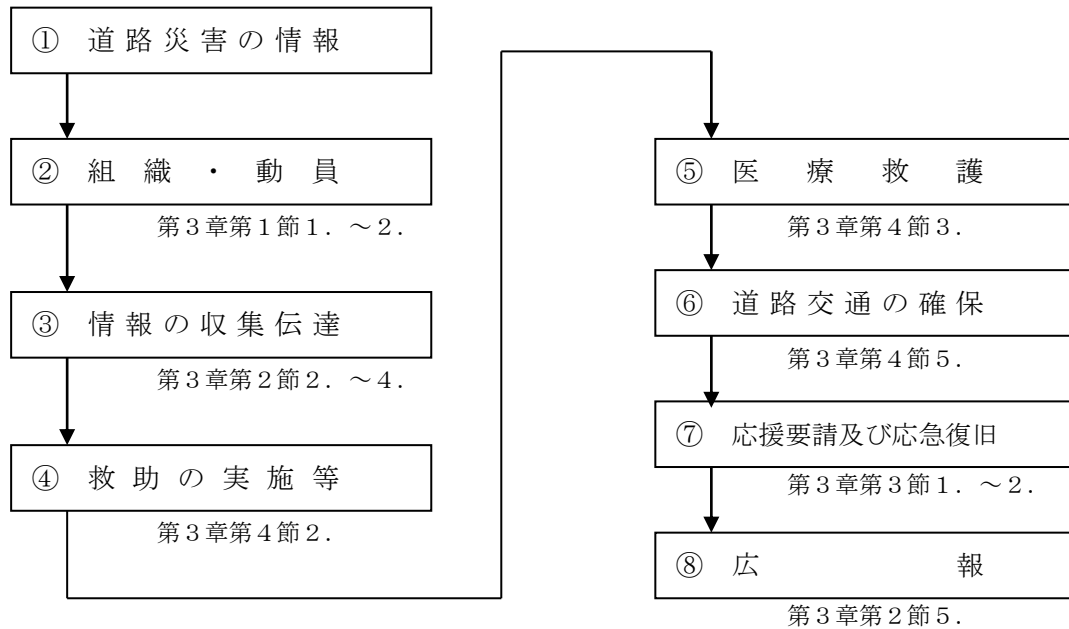 ① 道路災害の情報
② 組織・動員
第3章第1節1.～2.
③ 情報の収集伝達
第3章第2節2.～4.
④ 救助の実施等
第3章第4節2.
⑤ 医療救護
第3章第4節3.
⑥ 道路交通の確保
第3章第4節5.
⑦ 応援要請及び応急復旧
第3章第3節1.～2.
⑧ 広報
第3章第2節5.